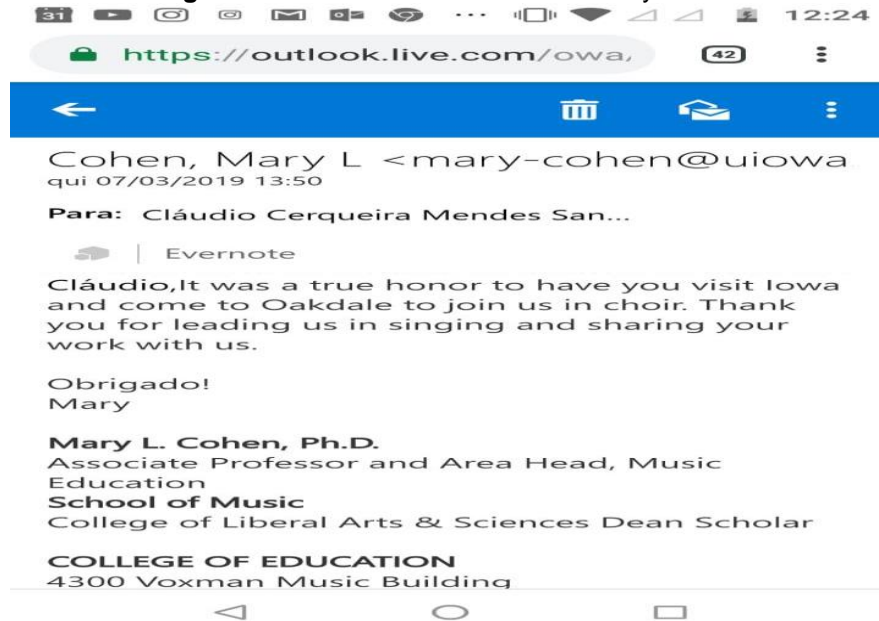 31 12:24
https://outlook.live.com/owa, 42
Cohen, Mary L <mary-cohen@uiowa
qui 07/03/2019 13:50
Para: Cláudio Cerqueira Mendes San...
Evernote
Cláudio,It was a true honor to have you visit Iowa
and come to Oakdale to join us in choir. Thank
you for leading us in singing and sharing your
work with us.
Obrigado!
Mary
Mary L. Cohen, Ph.D.
Associate Professor and Area Head, Music
Education
School of Music
College of Liberal Arts & Sciences Dean Scholar
COLLEGE OF EDUCATION
4300 Voxman Music Building